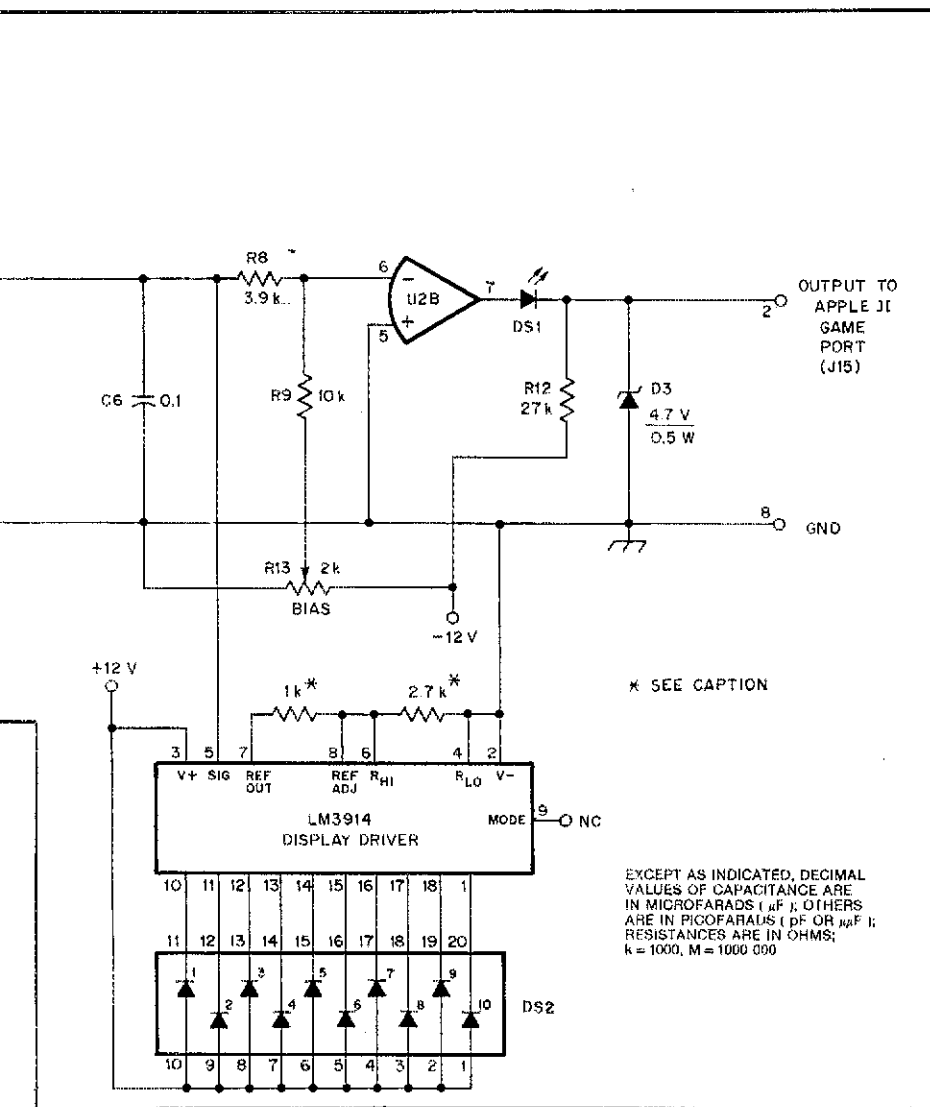 R8
3.9 k
6
−
U2B
+
5
7
DS1
2
OUTPUT TO
APPLE II
GAME
PORT
(J15)
C6
0.1
R9
10 k
R12
27 k
D3
4.7 V
0.5 W
8
GND
R13
2 k
BIAS
−12 V
+12 V
1 k*
2.7 k*
* SEE CAPTION
3 5 7 8 6 4 2
V+ SIG REF OUT REF ADJ RHI RLO V−
LM3914
DISPLAY DRIVER
MODE
9
NC
10 11 12 13 14 15 16 17 18 1
EXCEPT AS INDICATED, DECIMAL
VALUES OF CAPACITANCE ARE
IN MICROFARADS ( µF ); OTHERS
ARE IN PICOFARADS ( pF OR µµF );
RESISTANCES ARE IN OHMS;
k = 1000, M = 1000 000
11 12 13 14 15 16 17 18 19 20
1 2 3 4 5 6 7 8 9 10
DS2
10 9 8 7 6 5 4 3 2 1